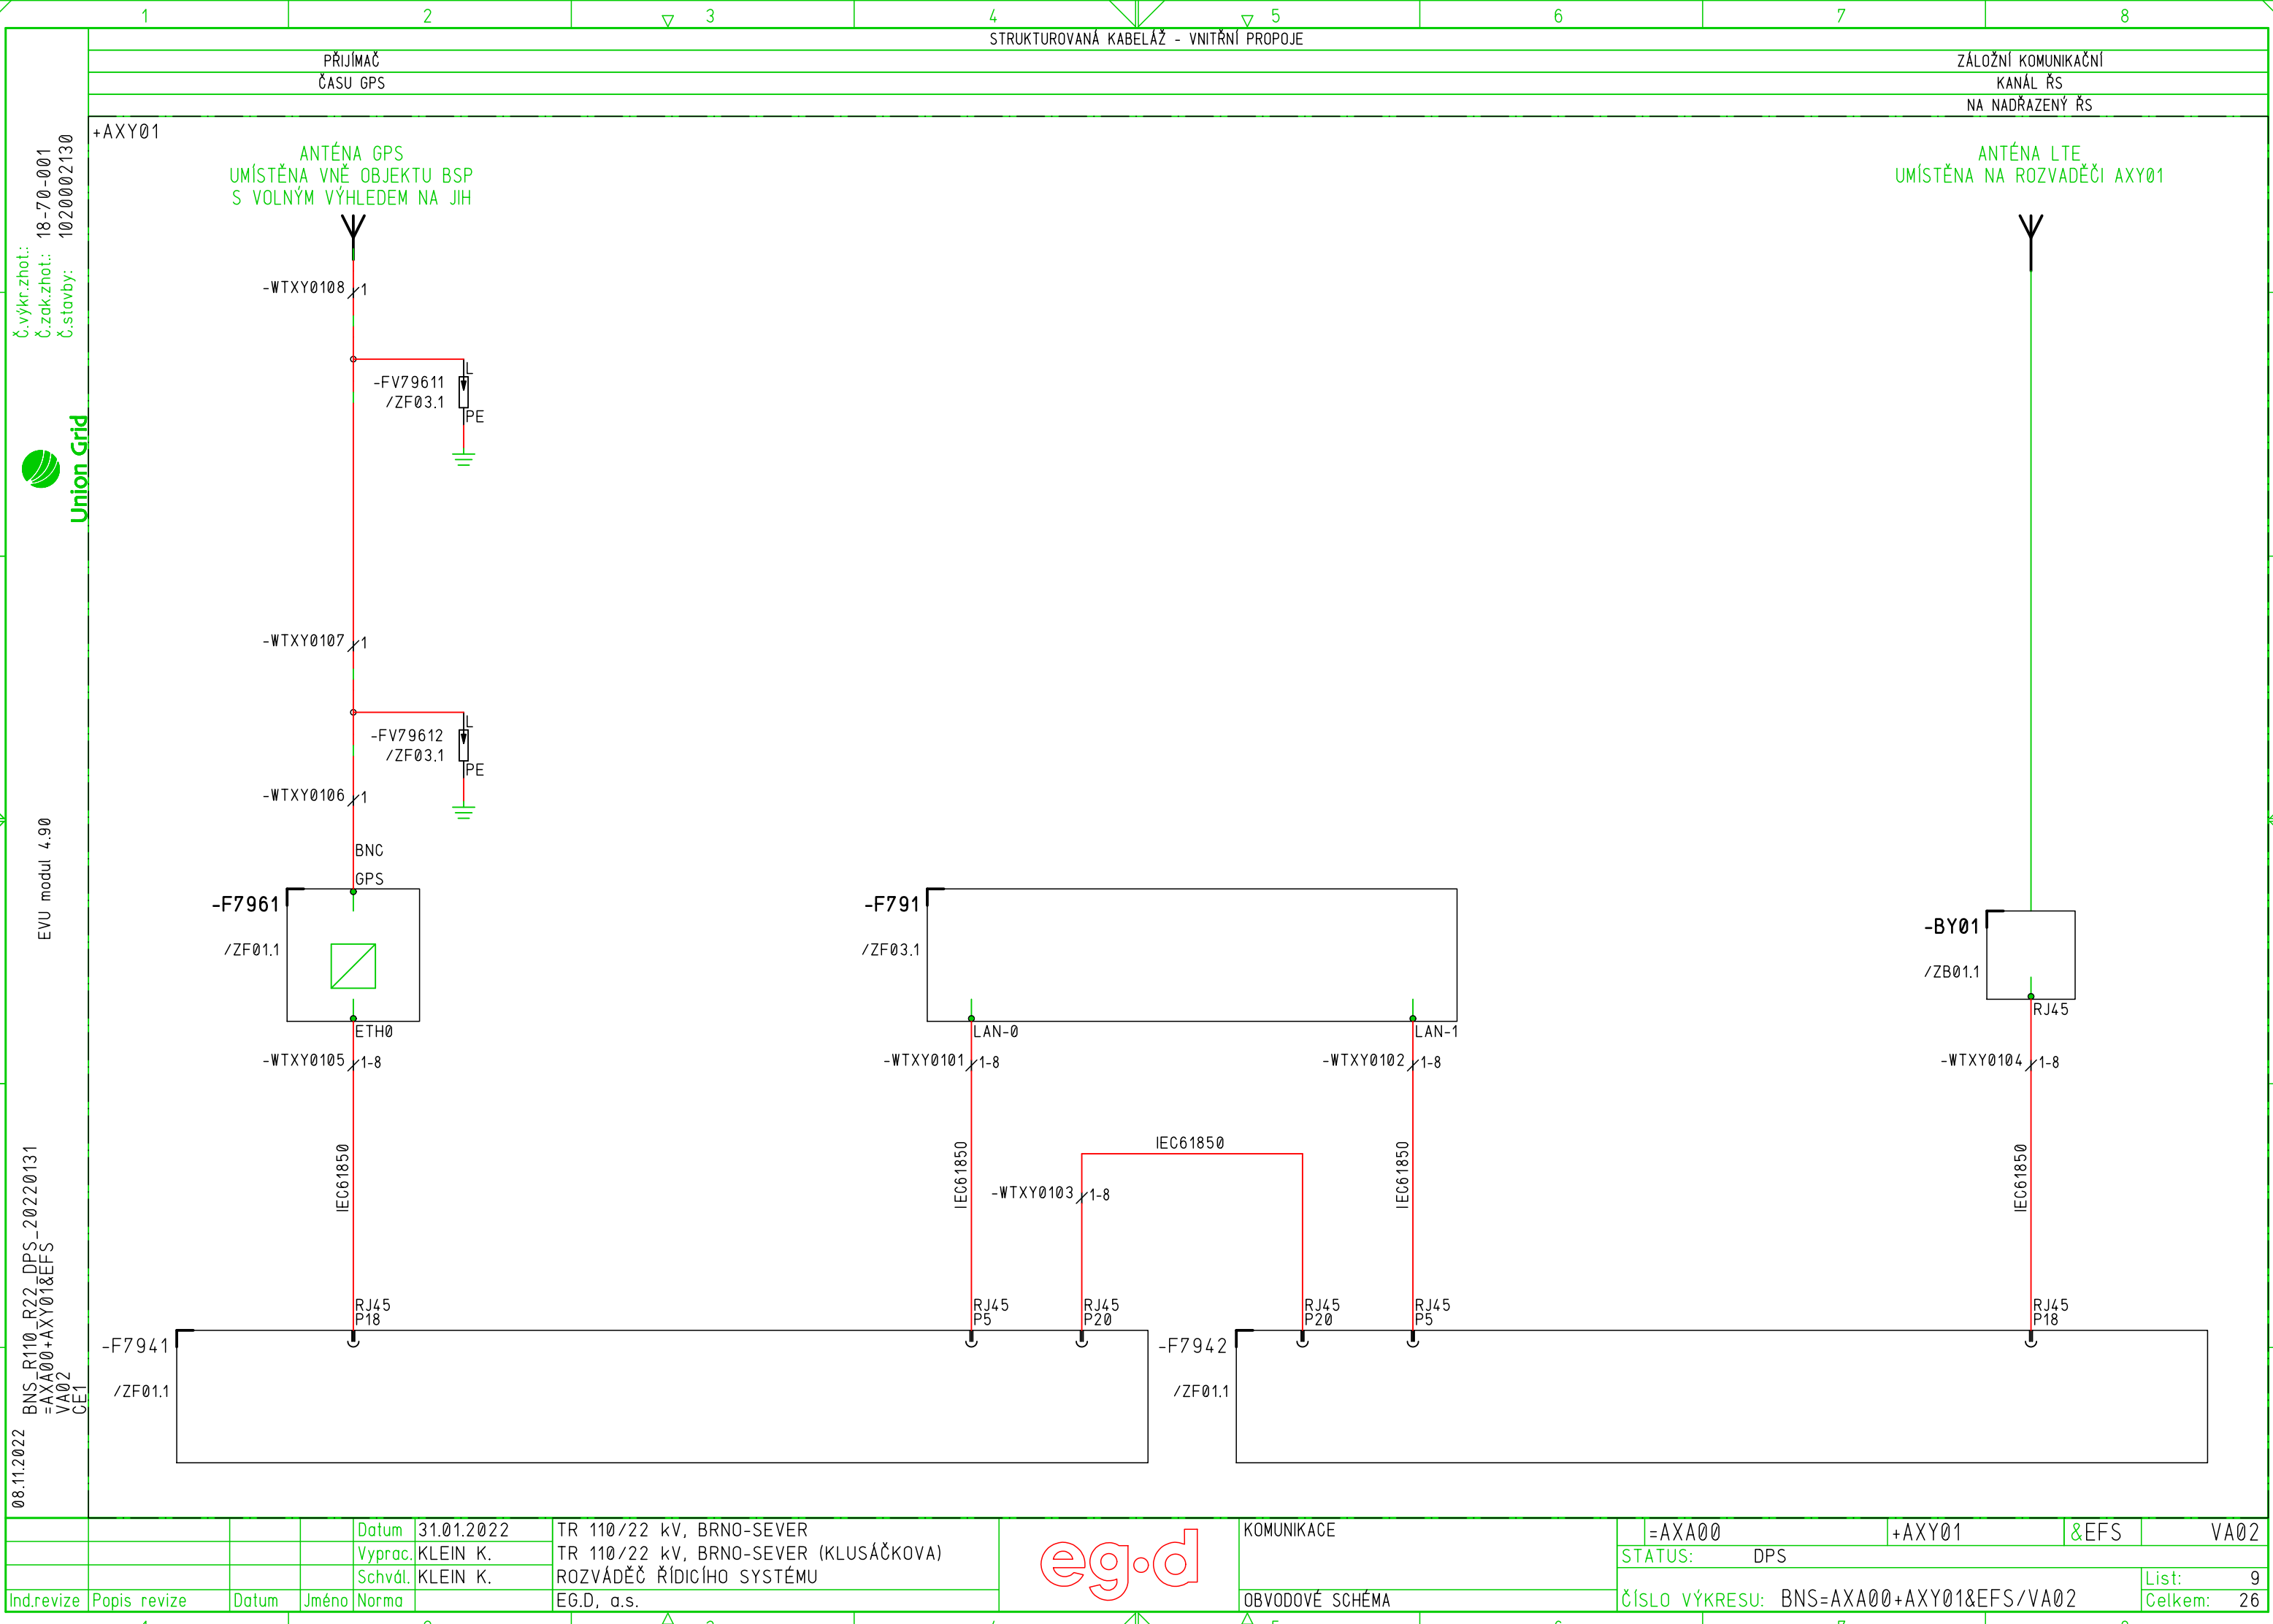 1 2 3 4 5 6 7 8
STRUKTUROVANÁ KABELÁŽ - VNITŘNÍ PROPOJE
PŘIJÍMAČ
ČASU GPS
ZÁLOŽNÍ KOMUNIKAČNÍ
KANÁL ŘS
NA NADŘAZENÝ ŘS
+AXY01
ANTÉNA GPS
UMÍSTĚNA VNĚ OBJEKTU BSP
S VOLNÝM VÝHLEDEM NA JIH
ANTÉNA LTE
UMÍSTĚNA NA ROZVADĚČI AXY01
-WTXY0108
1
L
-FV79611
/ZF03.1
PE
-WTXY0107
1
L
-FV79612
/ZF03.1
PE
-WTXY0106
1
BNC
GPS
-F7961
/ZF01.1
ETH0
-F791
/ZF03.1
LAN-0
LAN-1
-BY01
/ZB01.1
RJ45
-WTXY0105
1-8
-WTXY0101
1-8
-WTXY0102
1-8
-WTXY0104
1-8
IEC61850
IEC61850
IEC61850
IEC61850
IEC61850
-WTXY0103
1-8
RJ45
P18
RJ45
P5
RJ45
P20
RJ45
P20
RJ45
P5
RJ45
P18
-F7941
/ZF01.1
-F7942
/ZF01.1
Č.výkr.zhot.:
Č.zak.zhot.: 18-70-001
Č.stavby: 1020002130
Union Grid
EVU modul 4.90
BNS_R110_R22_DPS_20220131
=AXA00+AXY01&EFS
VA02
CE1
08.11.2022
Datum 31.01.2022
Vyprac. KLEIN K.
Schvál. KLEIN K.
Ind.revize Popis revize Datum Jméno Norma
TR 110/22 kV, BRNO-SEVER
TR 110/22 kV, BRNO-SEVER (KLUSÁČKOVA)
ROZVÁDĚČ ŘÍDICÍHO SYSTÉMU
EG.D, a.s.
eg·d
KOMUNIKACE
OBVODOVÉ SCHÉMA
=AXA00 +AXY01 &EFS VA02
STATUS: DPS
ČÍSLO VÝKRESU: BNS=AXA00+AXY01&EFS/VA02
List: 9
Celkem: 26